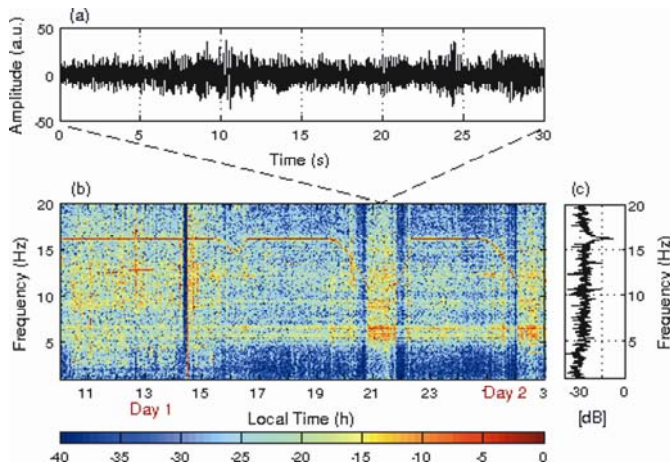 (a)
Amplitude (a.u.)
50
0
-50
0 5 10 15 20 25 30
Time (s)
(b)
(c)
Frequency (Hz)
20
15
10
5
11 13 15 17 19 21 23 3
Day 1
Day 2
Local Time (h)
20
15
10
5
Frequency (Hz)
-30 0
[dB]
-40 -35 -30 -25 -20 -15 -10 -5 0